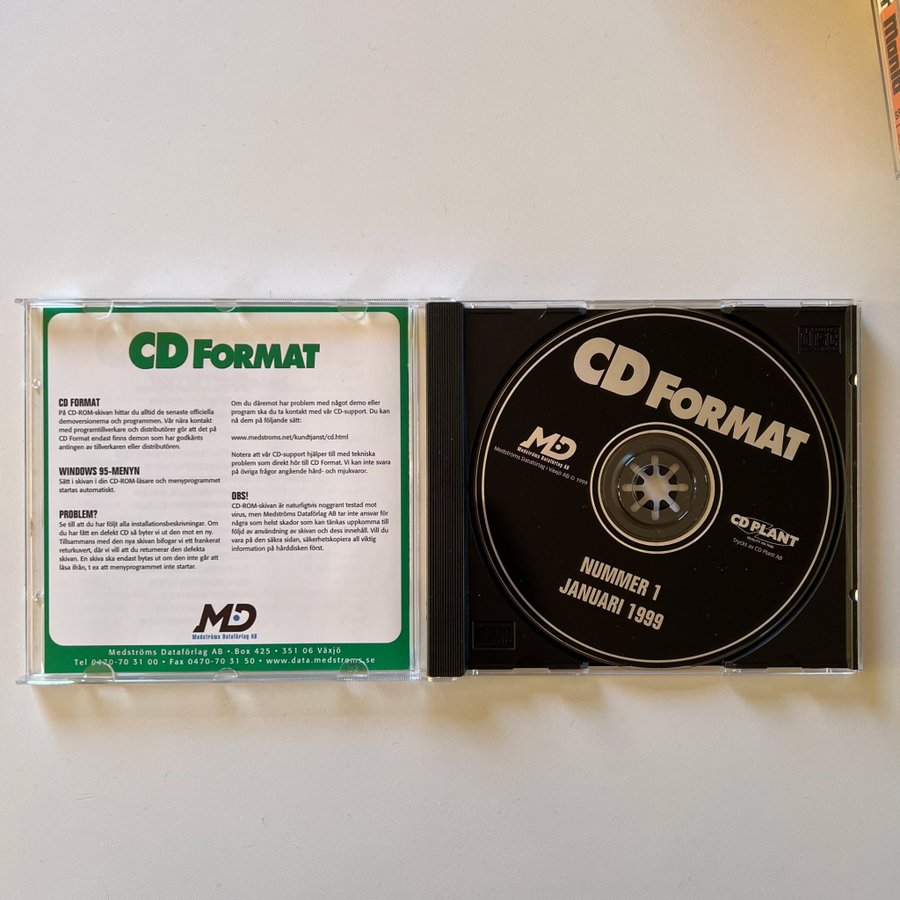 CD FORMAT
CD FORMAT
På CD-ROM-skivan hittar du alltid de senaste officiella
demoversionerna och programmen. Vår nära kontakt
med programtillverkare och distributörer gör att det på
CD Format endast finns demon som har godkänts
antingen av tillverkaren eller distributören.
WINDOWS 95-MENYN
Sätt i skivan i din CD-ROM-läsare och menyprogrammet
startas automatiskt.
PROBLEM?
Se till att du har följt alla installationsbeskrivningar. Om
du har fått en defekt CD så byter vi ut den mot en ny.
Tillsammans med den nya skivan bifogar vi ett frankerat
returkuvert, där vi vill att du returnerar den defekta
skivan. En skiva ska endast bytas ut om den inte går att
läsa ifrån, t ex att menyprogrammet inte startar.
Om du däremot har problem med något demo eller
program ska du ta kontakt med vår CD-support. Du kan
nå dem på följande sätt:
www.medstroms.net/kundtjanst/cd.html
Notera att vår CD-support hjälper till med tekniska
problem som direkt hör till CD Format. Vi kan inte svara
på övriga frågor angående hård- och mjukvaror.
OBS!
CD-ROM-skivan är naturligtvis noggrant testad mot
virus, men Medströms Dataförlag AB tar inte ansvar för
några som helst skador som kan tänkas uppkomma till
följd av användning av skivan och dess innehåll. Vill du
vara på den säkra sidan, säkerhetskopiera all viktig
information på hårddisken först.
MD
Medströms Dataförlag AB
Medströms Dataförlag AB • Box 425 • 351 06 Växjö
Tel 0470-70 31 00 • Fax 0470-70 31 50 • www.data.medstroms.se
CD FORMAT
MD
Medströms Dataförlag AB
Medströms Dataförlag i Växjö AB © 1999
CD PLANT
Tryckt av CD Plant AB
NUMMER 1
JANUARI 1999
DISC
Mania